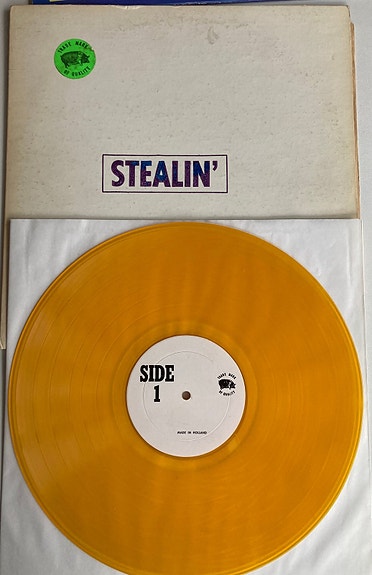 TRADE MARK
OF QUALITY
STEALIN'
SIDE
1
TRADE MARK
OF QUALITY
MADE IN HOLLAND